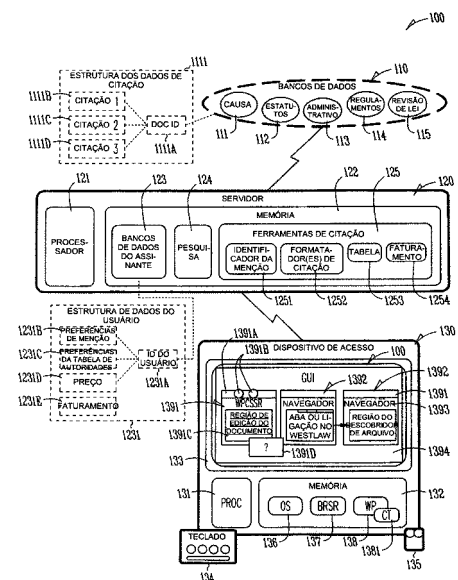 100
1111
ESTRUTURA DOS DADOS DE
CITAÇÃO
1111B
CITAÇÃO 1
1111C
CITAÇÃO 2
1111D
CITAÇÃO 3
DOC ID
1111A
BANCOS DE DADOS
110
CAUSA
ESTATU-
TOS
ADMINIS-
TRATIVO
REGULA-
MENTOS
REVISÃO
DE LEI
111
112
113
114
115
121
123
124
122
120
SERVIDOR
MEMÓRIA
125
PROCES-
SADOR
BANCOS
DE DADOS
DO ASSI-
NANTE
PESQUI-
SA
FERRAMENTAS DE CITAÇÃO
IDENTIFI-
CADOR DA
MENÇÃO
FORMATA-
DOR(ES) DE
CITAÇÃO
TABELA
FATURA-
MENTO
1251
1252
1253
1254
ESTRUTURA DE DADOS DO
USUÁRIO
1231B
PREFERÊNCIAS
DE MENÇÃO
1231C
PREFERÊNCIAS
DA TABELA DE
AUTORIDADES
1231D
PREÇO
1231E
FATURAMENTO
ID DO
USUÁRIO
1231A
1231
130
DISPOSITIVO DE ACESSO
100
1391A
1391B
GUI
1392
1392
1391
WPCSSR
REGIÃO DE
EDIÇÃO DO
DOCUMENTO
1391C
?
1391D
NAVEGADOR
ABA OU LI-
GAÇÃO NO
WESTLAW
NAVEGADOR
REGIÃO DO
DESCOBRIDOR
DE ARQUIVO
1391
1393
1394
133
131
PROC
MEMÓRIA
132
OS
BRSR
WP
CT
136
137
138
1381
TECLADO
134
135